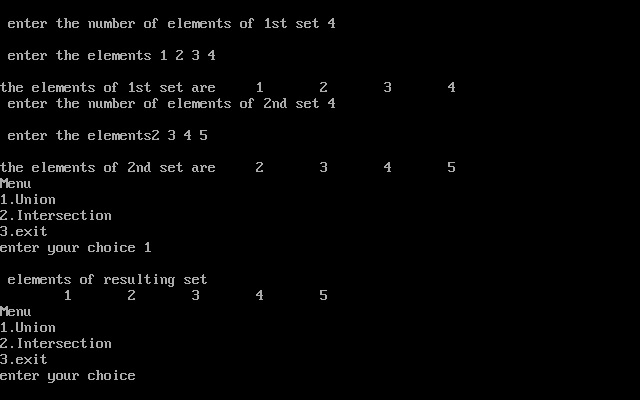 enter the number of elements of 1st set 4
enter the elements 1 2 3 4
the elements of 1st set are 1 2 3 4
enter the number of elements of 2nd set 4
enter the elements2 3 4 5
the elements of 2nd set are 2 3 4 5
Menu
1.Union
2.Intersection
3.exit
enter your choice 1
elements of resulting set
1 2 3 4 5
Menu
1.Union
2.Intersection
3.exit
enter your choice